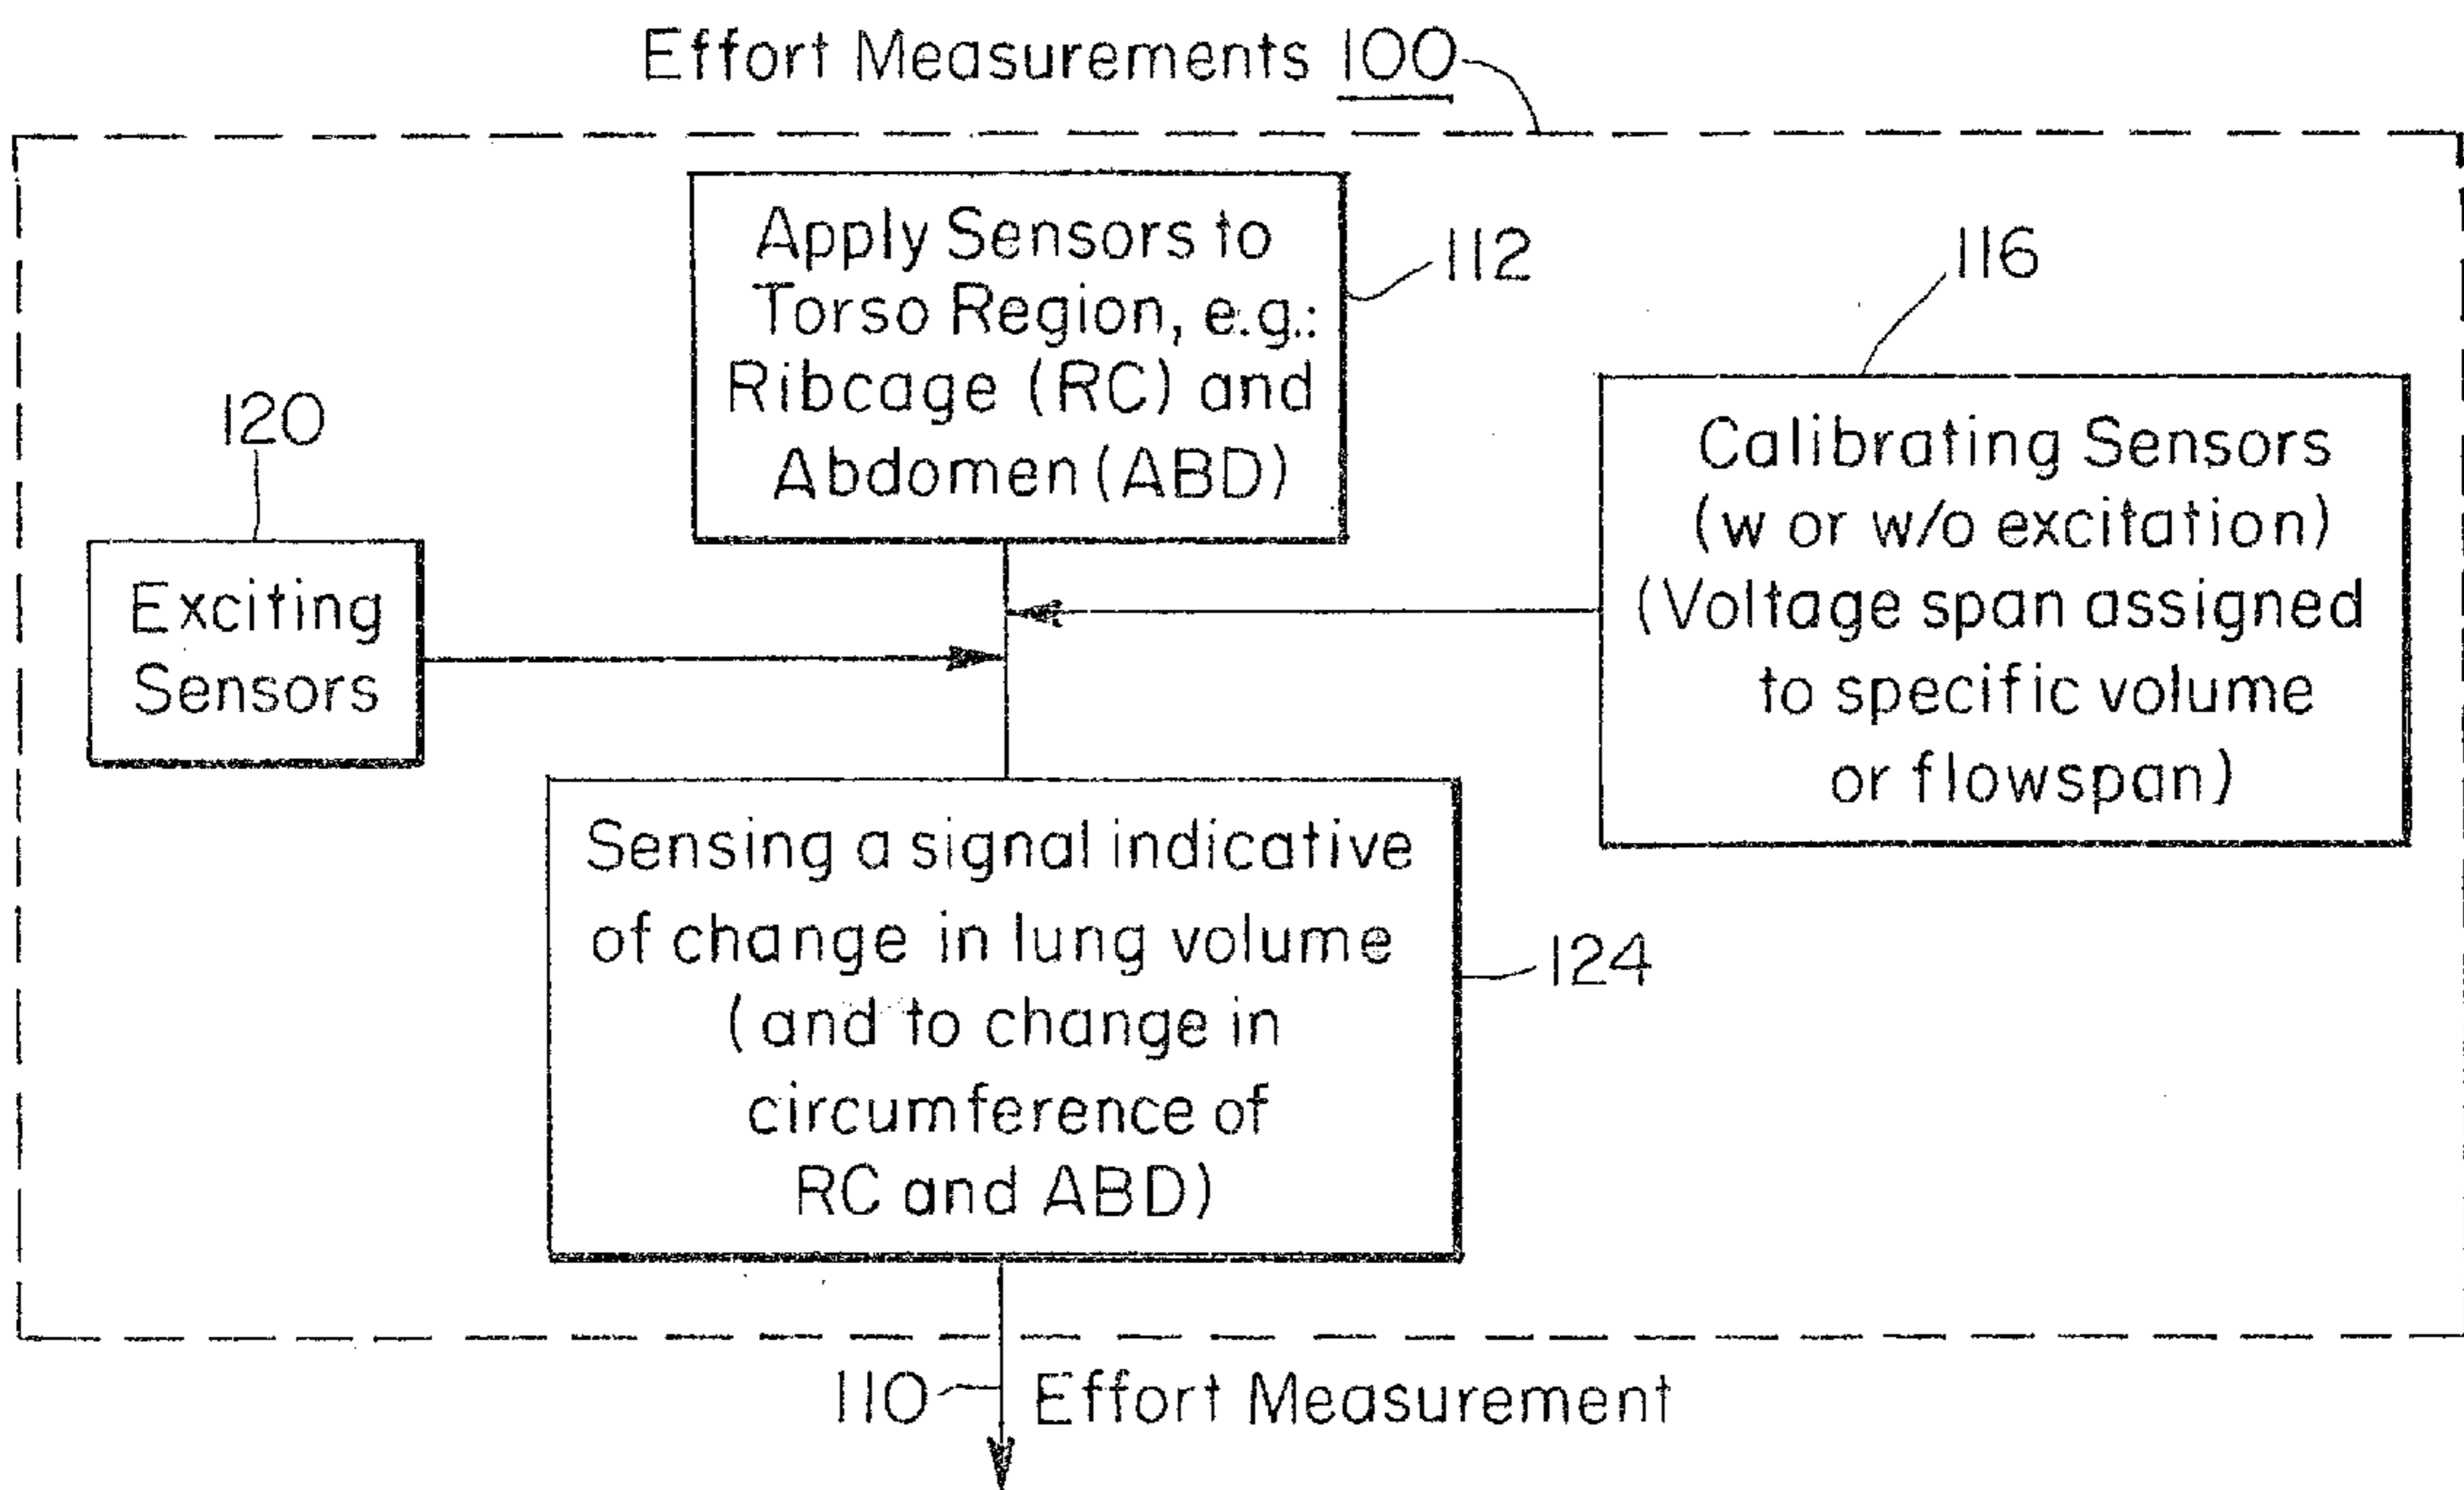 Effort Measurements 100
Apply Sensors to
Torso Region, e.g.:
Ribcage (RC) and
Abdomen (ABD)
112
116
120
Exciting
Sensors
Calibrating Sensors
(w or w/o excitation)
(Voltage span assigned
to specific volume
or flowspan)
Sensing a signal indicative
of change in lung volume
(and to change in
circumference of
RC and ABD)
124
110
Effort Measurement